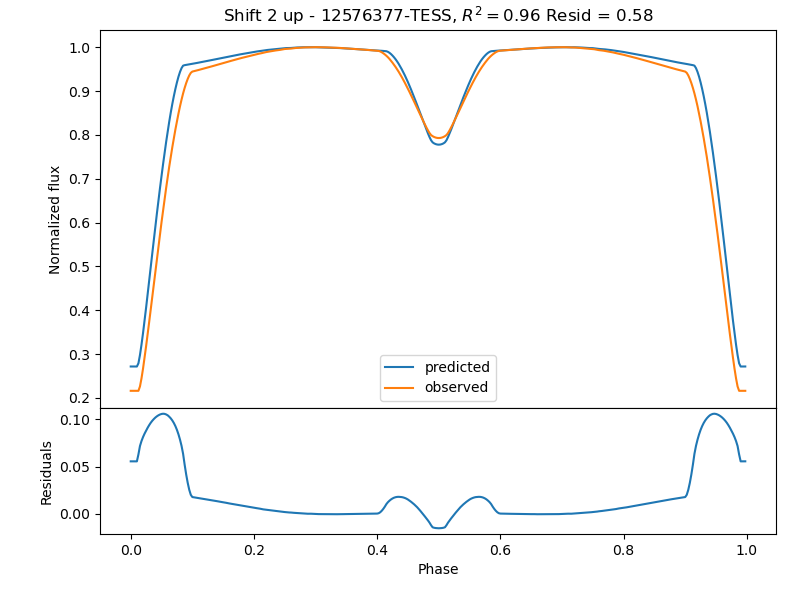 Shift 2 up - 12576377-TESS, R² = 0.96 Resid = 0.58
1.0
0.9
0.8
0.7
0.6
0.5
0.4
0.3
0.2
Normalized flux
predicted
observed
0.10
0.05
0.00
Residuals
0.0 0.2 0.4 0.6 0.8 1.0
Phase